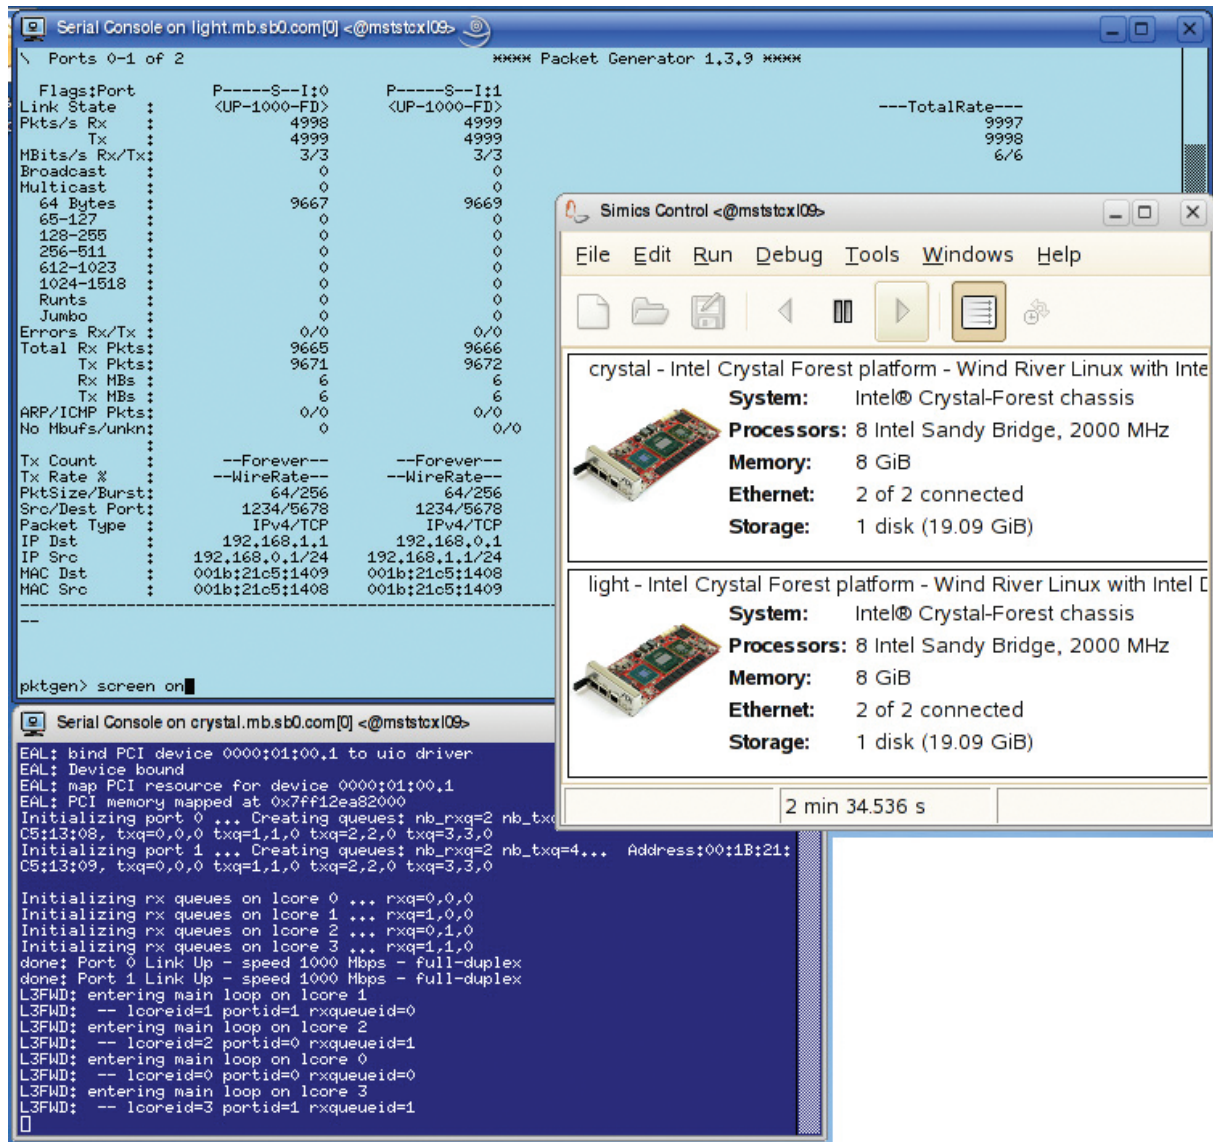 Serial Console on light.mb.sb0.com[0] <@mststcxl09>
\ Ports 0-1 of 2 **** Packet Generator 1.3.9 ****
Flags:Port P-----S--I:0 P-----S--I:1
Link State : <UP-1000-FD> <UP-1000-FD> ---TotalRate---
Pkts/s Rx : 4998 4999 9997
Tx : 4999 4999 9998
MBits/s Rx/Tx: 3/3 3/3 6/6
Broadcast : 0 0
Multicast : 0 0
64 Bytes : 9667 9669
65-127 : 0 0
128-255 : 0 0
256-511 : 0 0
612-1023 : 0 0
1024-1518 : 0 0
Runts : 0 0
Jumbo : 0 0
Errors Rx/Tx : 0/0 0/0
Total Rx Pkts: 9665 9666
Tx Pkts: 9671 9672
Rx MBs : 6 6
Tx MBs : 6 6
ARP/ICMP Pkts: 0/0 0/0
No Mbufs/unkn: 0 0/0
:
Tx Count : --Forever-- --Forever--
Tx Rate % : --WireRate-- --WireRate--
PktSize/Burst: 64/256 64/256
Src/Dest Port: 1234/5678 1234/5678
Packet Type : IPv4/TCP IPv4/TCP
IP Dst : 192.168.1.1 192.168.0.1
IP Src : 192.168.0.1/24 192.168.1.1/24
MAC Dst : 001b:21c5:1409 001b:21c5:1408
MAC Src : 001b:21c5:1408 001b:21c5:1409
--
pktgen> screen on
Simics Control <@mststcxl09>
File Edit Run Debug Tools Windows Help
crystal - Intel Crystal Forest platform - Wind River Linux with Inte
System: Intel® Crystal-Forest chassis
Processors: 8 Intel Sandy Bridge, 2000 MHz
Memory: 8 GiB
Ethernet: 2 of 2 connected
Storage: 1 disk (19.09 GiB)
light - Intel Crystal Forest platform - Wind River Linux with Intel D
System: Intel® Crystal-Forest chassis
Processors: 8 Intel Sandy Bridge, 2000 MHz
Memory: 8 GiB
Ethernet: 2 of 2 connected
Storage: 1 disk (19.09 GiB)
2 min 34.536 s
Serial Console on crystal.mb.sb0.com[0] <@mststcxl09>
EAL: bind PCI device 0000:01:00.1 to uio driver
EAL: Device bound
EAL: map PCI resource for device 0000:01:00.1
EAL: PCI memory mapped at 0x7ff12ea82000
Initializing port 0 ... Creating queues: nb_rxq=2 nb_txq
C5:13:08, txq=0,0,0 txq=1,1,0 txq=2,2,0 txq=3,3,0
Initializing port 1 ... Creating queues: nb_rxq=2 nb_txq=4... Address:00:1B:21:
C5:13:09, txq=0,0,0 txq=1,1,0 txq=2,2,0 txq=3,3,0
Initializing rx queues on lcore 0 ... rxq=0,0,0
Initializing rx queues on lcore 1 ... rxq=1,0,0
Initializing rx queues on lcore 2 ... rxq=0,1,0
Initializing rx queues on lcore 3 ... rxq=1,1,0
done: Port 0 Link Up - speed 1000 Mbps - full-duplex
done: Port 1 Link Up - speed 1000 Mbps - full-duplex
L3FWD: entering main loop on lcore 1
L3FWD: -- lcoreid=1 portid=1 rxqueueid=0
L3FWD: entering main loop on lcore 2
L3FWD: -- lcoreid=2 portid=0 rxqueueid=1
L3FWD: entering main loop on lcore 0
L3FWD: -- lcoreid=0 portid=0 rxqueueid=0
L3FWD: entering main loop on lcore 3
L3FWD: -- lcoreid=3 portid=1 rxqueueid=1